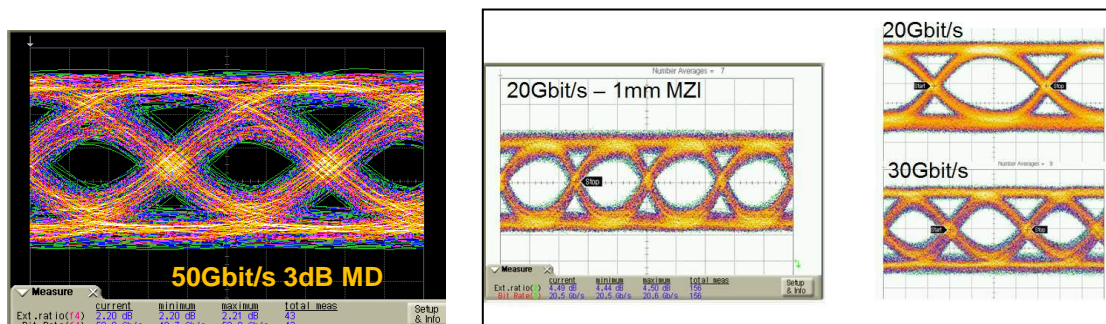 50Gbit/s 3dB MD
Measure
current minimum maximum total meas
Ext.ratio(f4) 2.20 dB 2.20 dB 2.21 dB 43
Setup
& Info
Number Averages = 7
20Gbit/s – 1mm MZI
Stop
Measure
current minimum maximum total meas
Ext.ratio( ) 4.49 dB 4.44 dB 4.50 dB 156
Bit Rate( ) 20.5 Gb/s 20.5 Gb/s 20.6 Gb/s 156
Setup
& Info
20Gbit/s
Start Stop
Number Averages =
30Gbit/s
Start Stop